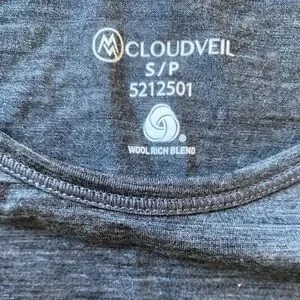 CLOUDVEIL
S/P
5212501
WOOL RICH BLEND